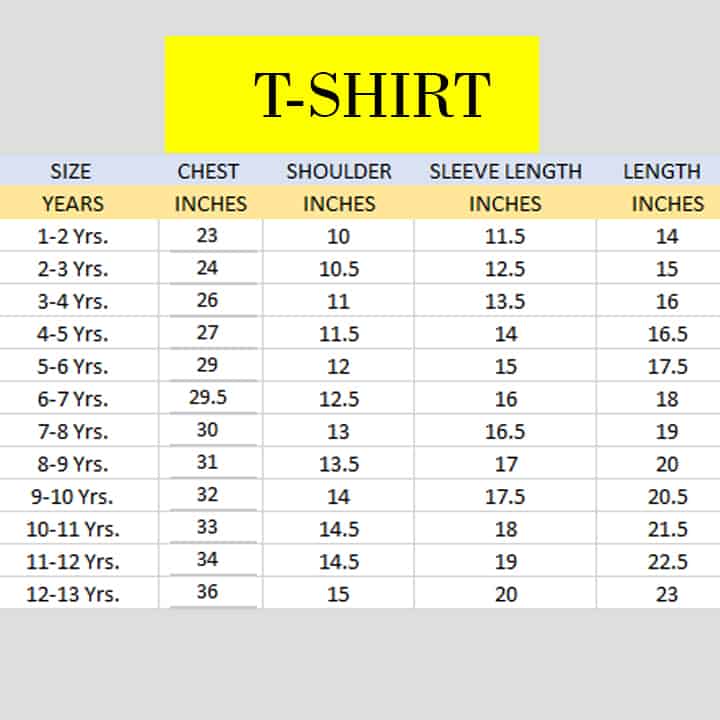 T-SHIRT
SIZE CHEST SHOULDER SLEEVE LENGTH LENGTH
YEARS INCHES INCHES INCHES INCHES
1-2 Yrs. 23 10 11.5 14
2-3 Yrs. 24 10.5 12.5 15
3-4 Yrs. 26 11 13.5 16
4-5 Yrs. 27 11.5 14 16.5
5-6 Yrs. 29 12 15 17.5
6-7 Yrs. 29.5 12.5 16 18
7-8 Yrs. 30 13 16.5 19
8-9 Yrs. 31 13.5 17 20
9-10 Yrs. 32 14 17.5 20.5
10-11 Yrs. 33 14.5 18 21.5
11-12 Yrs. 34 14.5 19 22.5
12-13 Yrs. 36 15 20 23